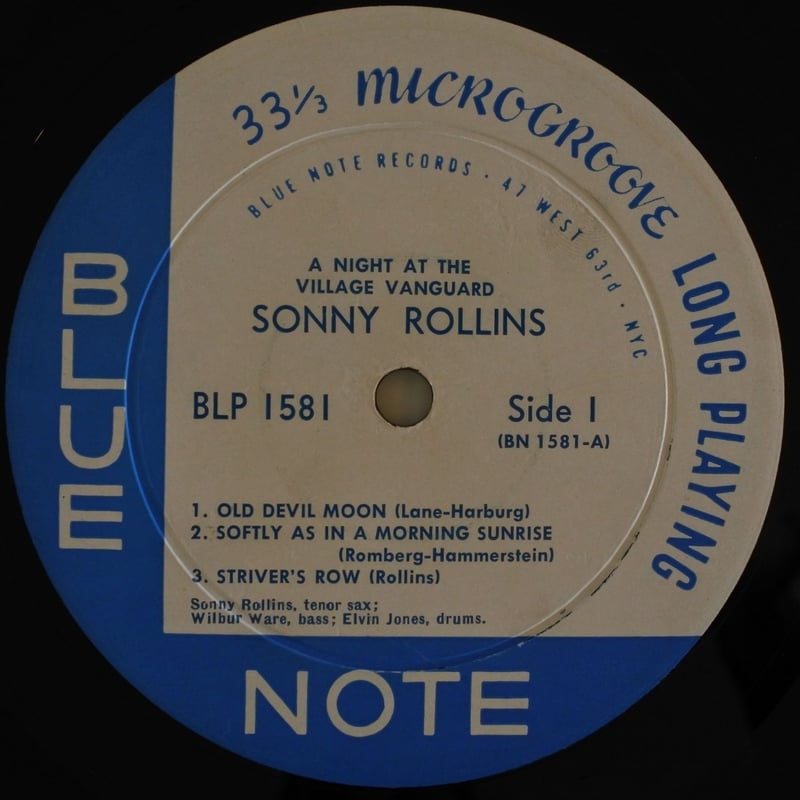 33⅓ MICROGROOVE LONG PLAYING
BLUE NOTE RECORDS · 47 WEST 63rd · NYC
A NIGHT AT THE
VILLAGE VANGUARD
SONNY ROLLINS
BLP 1581
Side 1
(BN 1581-A)
1. OLD DEVIL MOON (Lane-Harburg)
2. SOFTLY AS IN A MORNING SUNRISE
(Romberg-Hammerstein)
3. STRIVER'S ROW (Rollins)
Sonny Rollins, tenor sax;
Wilbur Ware, bass; Elvin Jones, drums.
BLUE
NOTE